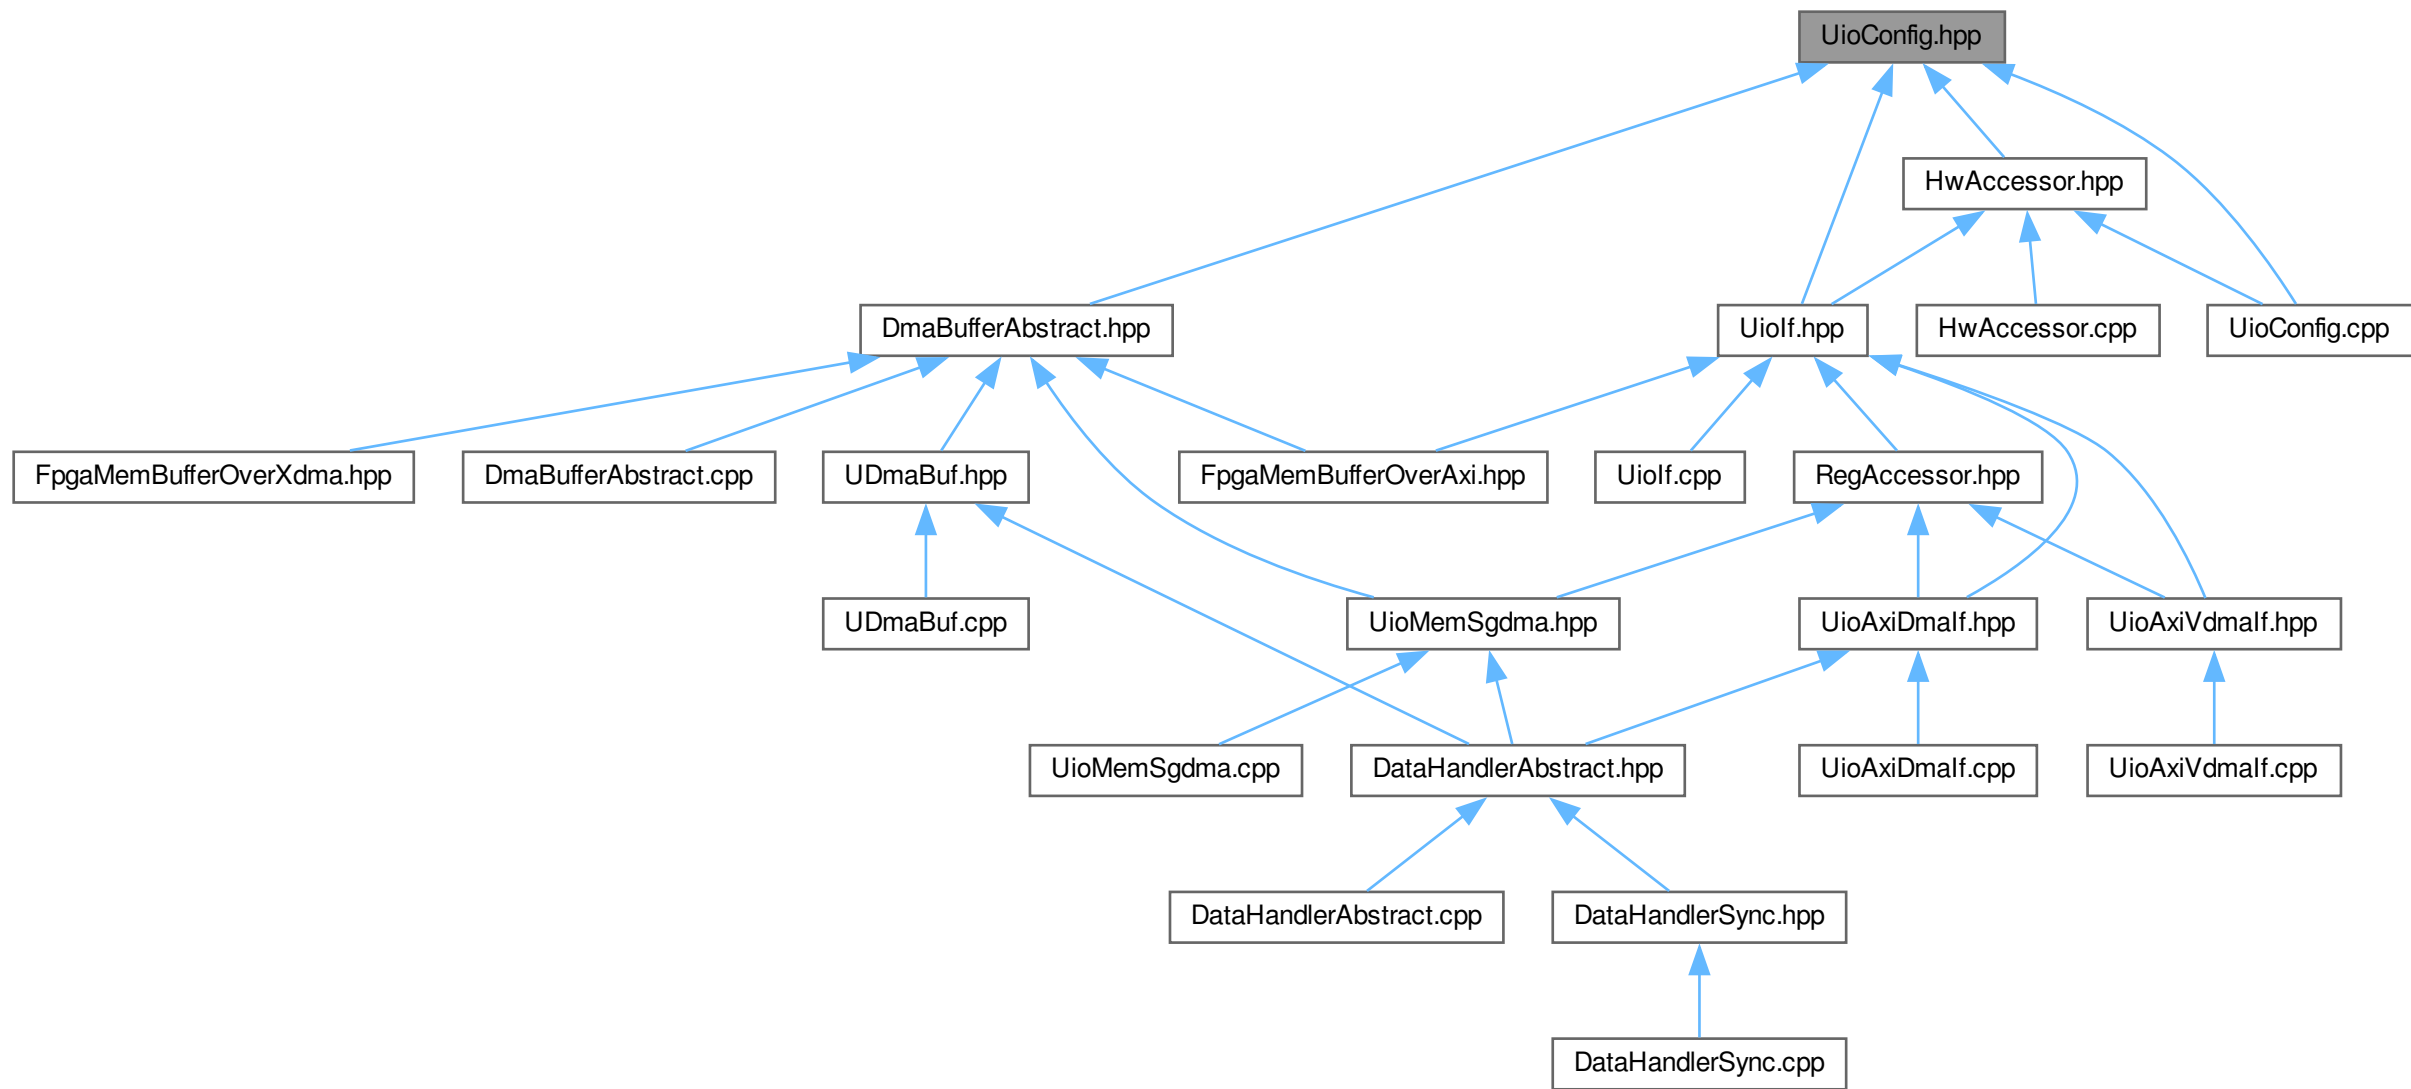 UioConfig.hpp
HwAccessor.hpp
DmaBufferAbstract.hpp
UioIf.hpp
HwAccessor.cpp
UioConfig.cpp
FpgaMemBufferOverXdma.hpp
DmaBufferAbstract.cpp
UDmaBuf.hpp
FpgaMemBufferOverAxi.hpp
UioIf.cpp
RegAccessor.hpp
UDmaBuf.cpp
UioMemSgdma.hpp
UioAxiDmaIf.hpp
UioAxiVdmaIf.hpp
UioMemSgdma.cpp
DataHandlerAbstract.hpp
UioAxiDmaIf.cpp
UioAxiVdmaIf.cpp
DataHandlerAbstract.cpp
DataHandlerSync.hpp
DataHandlerSync.cpp